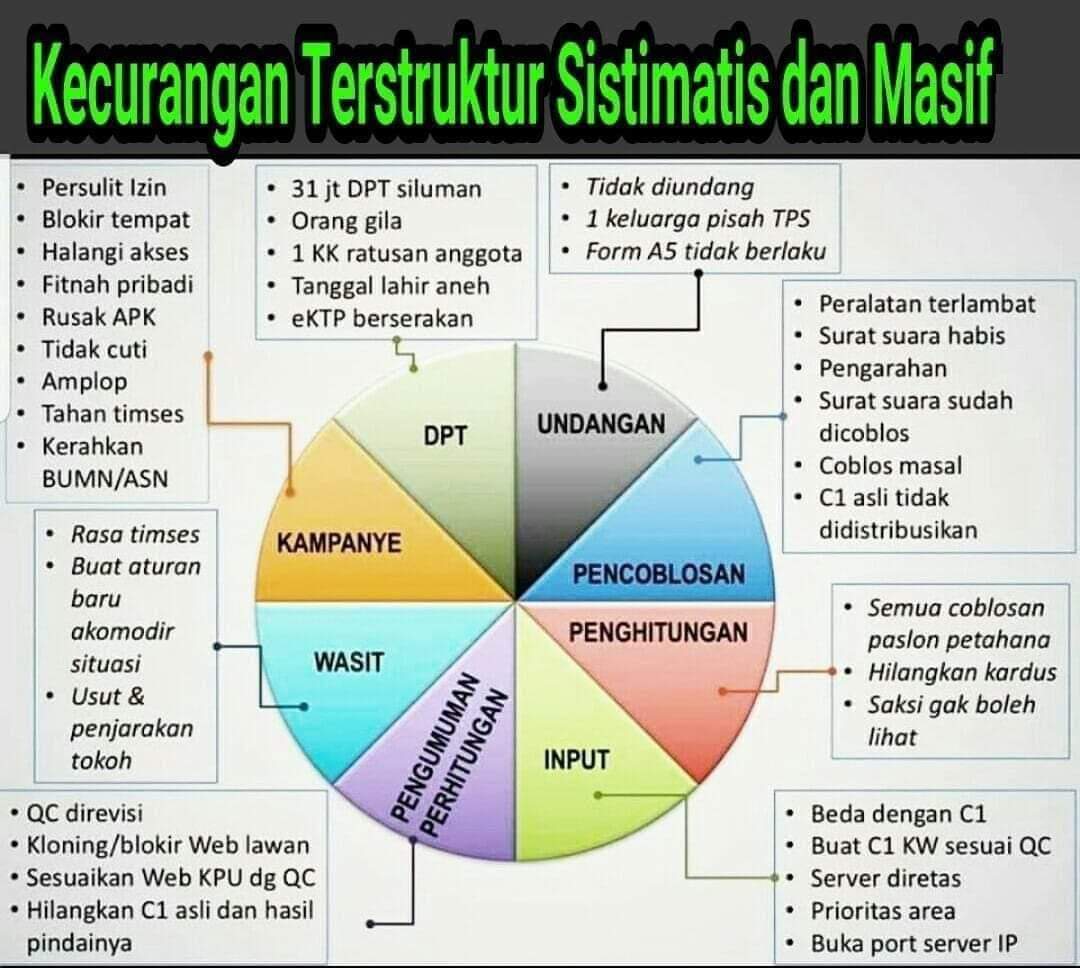 Kecurangan Terstruktur Sistimatis dan Masif
• Persulit Izin
• Blokir tempat
• Halangi akses
• Fitnah pribadi
• Rusak APK
• Tidak cuti
• Amplop
• Tahan timses
• Kerahkan
BUMN/ASN
• 31 jt DPT siluman
• Orang gila
• 1 KK ratusan anggota
• Tanggal lahir aneh
• eKTP berserakan
• Tidak diundang
• 1 keluarga pisah TPS
• Form A5 tidak berlaku
• Peralatan terlambat
• Surat suara habis
• Pengarahan
• Surat suara sudah
dicoblos
• Coblos masal
• C1 asli tidak
didistribusikan
DPT
UNDANGAN
KAMPANYE
PENCOBLOSAN
WASIT
PENGHITUNGAN
PENGUMUMAN
PERHITUNGAN
INPUT
• Rasa timses
• Buat aturan
baru
akomodir
situasi
• Usut &
penjarakan
tokoh
• Semua coblosan
paslon petahana
• Hilangkan kardus
• Saksi gak boleh
lihat
• QC direvisi
• Kloning/blokir Web lawan
• Sesuaikan Web KPU dg QC
• Hilangkan C1 asli dan hasil
pindainya
• Beda dengan C1
• Buat C1 KW sesuai QC
• Server diretas
• Prioritas area
• Buka port server IP